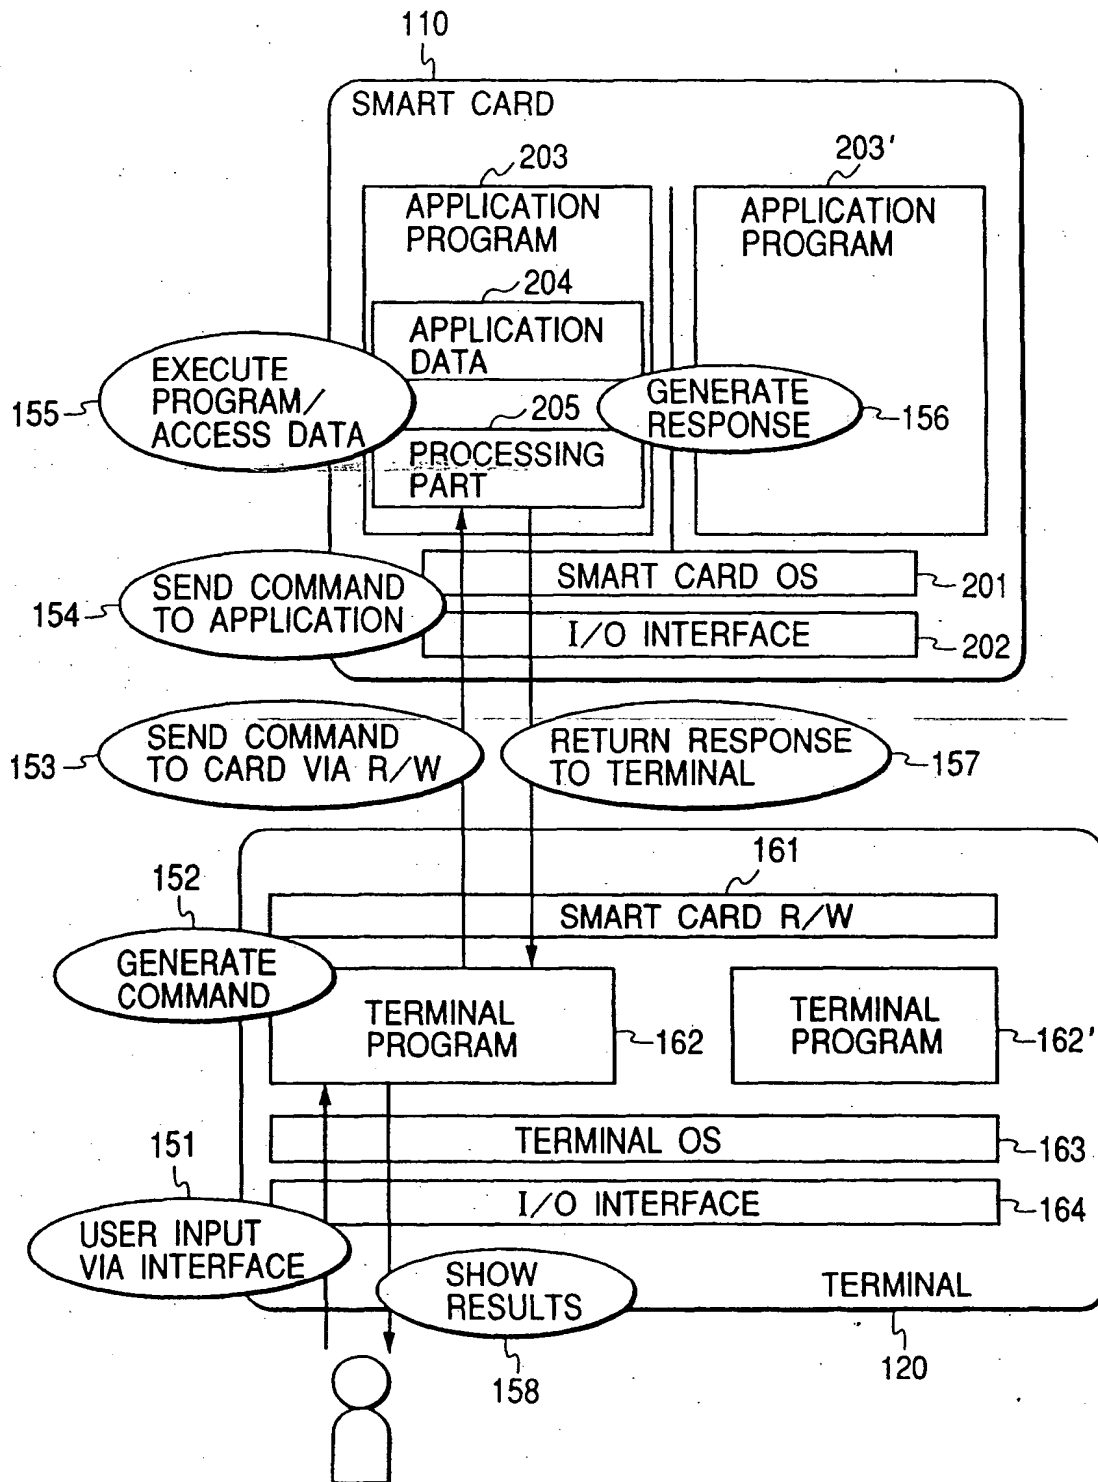 110
SMART CARD
203
203'
APPLICATION
PROGRAM
APPLICATION
PROGRAM
204
APPLICATION
DATA
EXECUTE
PROGRAM/
ACCESS DATA
155
GENERATE
RESPONSE
156
205
PROCESSING
PART
SEND COMMAND
TO APPLICATION
154
SMART CARD OS
201
I/O INTERFACE
202
SEND COMMAND
TO CARD VIA R/W
153
RETURN RESPONSE
TO TERMINAL
157
161
152
SMART CARD R/W
GENERATE
COMMAND
TERMINAL
PROGRAM
162
TERMINAL
PROGRAM
162'
TERMINAL OS
163
151
I/O INTERFACE
164
USER INPUT
VIA INTERFACE
SHOW
RESULTS
158
TERMINAL
120